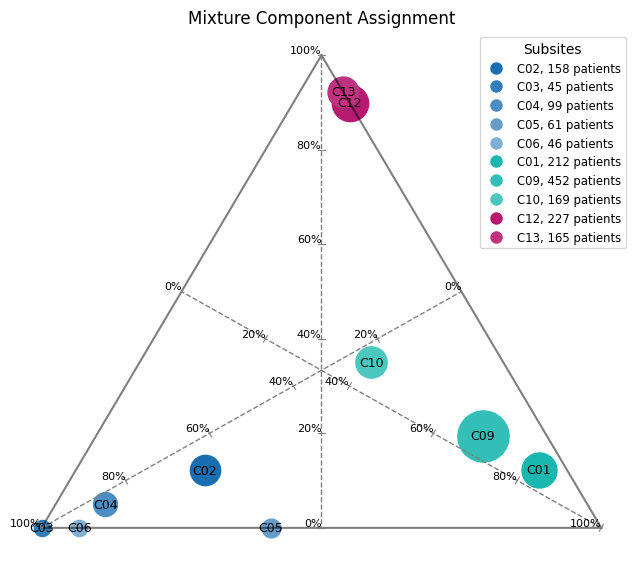 Mixture Component Assignment
Subsites
C02, 158 patients
C03, 45 patients
C04, 99 patients
C05, 61 patients
C06, 46 patients
C01, 212 patients
C09, 452 patients
C10, 169 patients
C12, 227 patients
C13, 165 patients
100%
C13
C12
80%
60%
0% 0%
20% 40% 20%
C10
40% 40%
60% 20% 60%
C09
80% C02 80% C01
C04
100% 0% 100%
C03 C06 C05